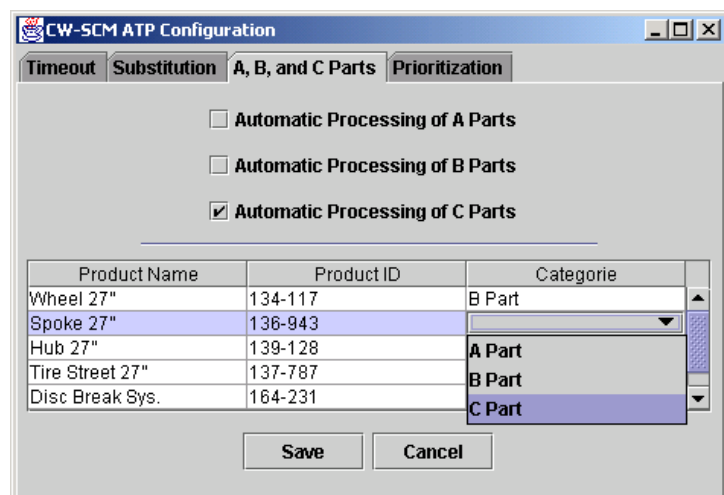 CW-SCM ATP Configuration
Timeout Substitution A, B, and C Parts Prioritization
Automatic Processing of A Parts
Automatic Processing of B Parts
Automatic Processing of C Parts
Product Name Product ID Categorie
Wheel 27" 134-117 B Part
Spoke 27" 136-943
Hub 27" 139-128 A Part
Tire Street 27" 137-787 B Part
Disc Break Sys. 164-231 C Part
Save Cancel